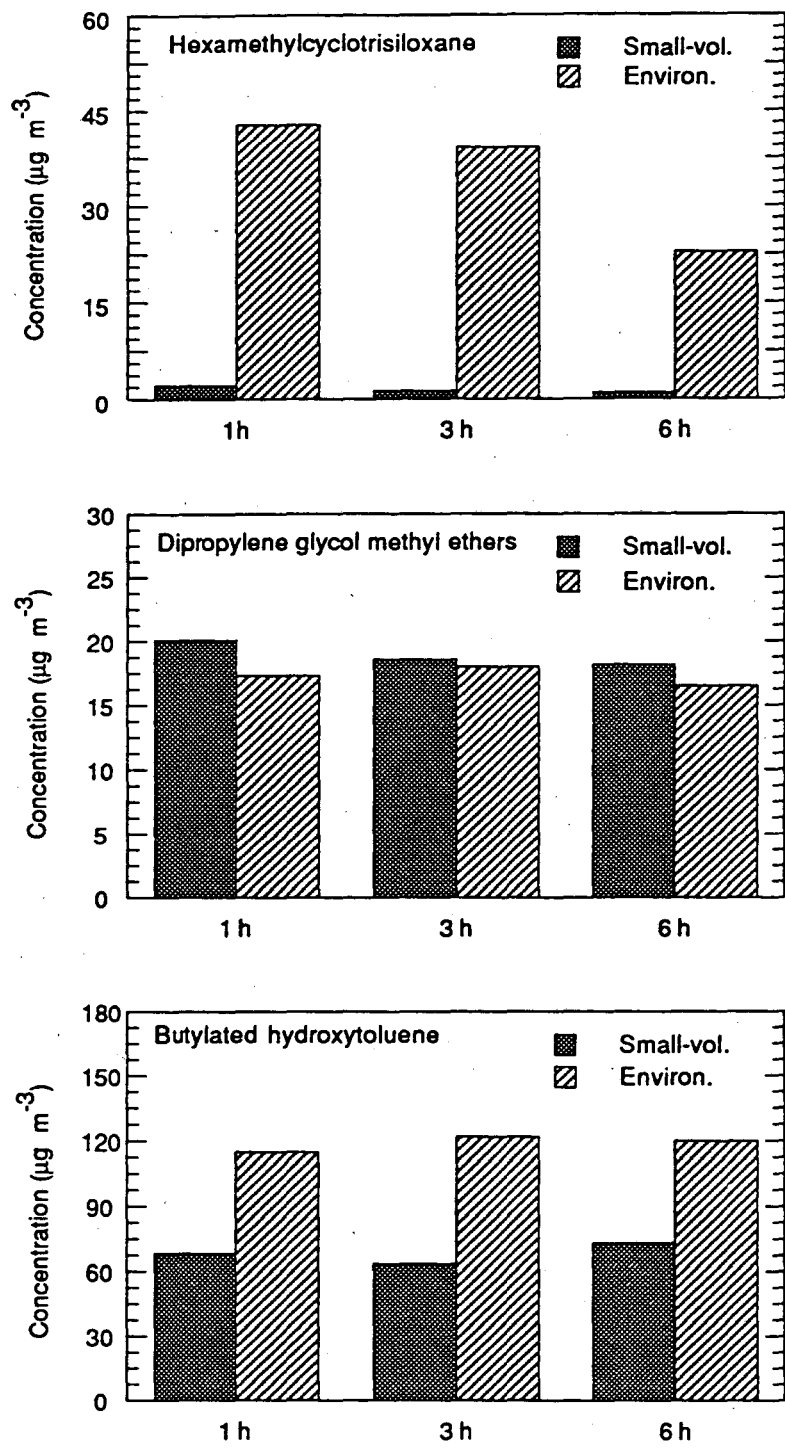 60
Hexamethylcyclotrisiloxane
Small-vol.
Environ.
45
30
15
0
Concentration (µg m⁻³)
1h
3 h
6 h
30
Dipropylene glycol methyl ethers
Small-vol.
Environ.
25
20
15
10
5
0
Concentration (µg m⁻³)
1 h
3 h
6 h
180
Butylated hydroxytoluene
Small-vol.
Environ.
150
120
90
60
30
0
Concentration (µg m⁻³)
1 h
3 h
6 h